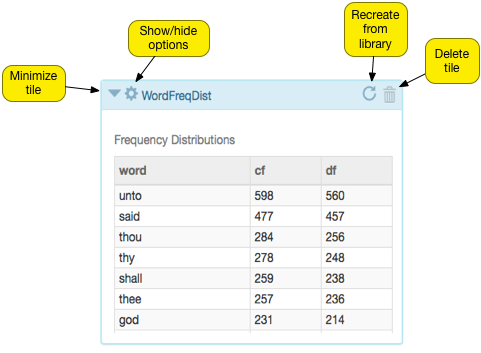 Show/hide
options
Recreate
from
library
Delete
tile
Minimize
tile
WordFreqDist
Frequency Distributions
word cf df
unto 598 560
said 477 457
thou 284 256
thy 278 248
shall 259 238
thee 257 236
god 231 214